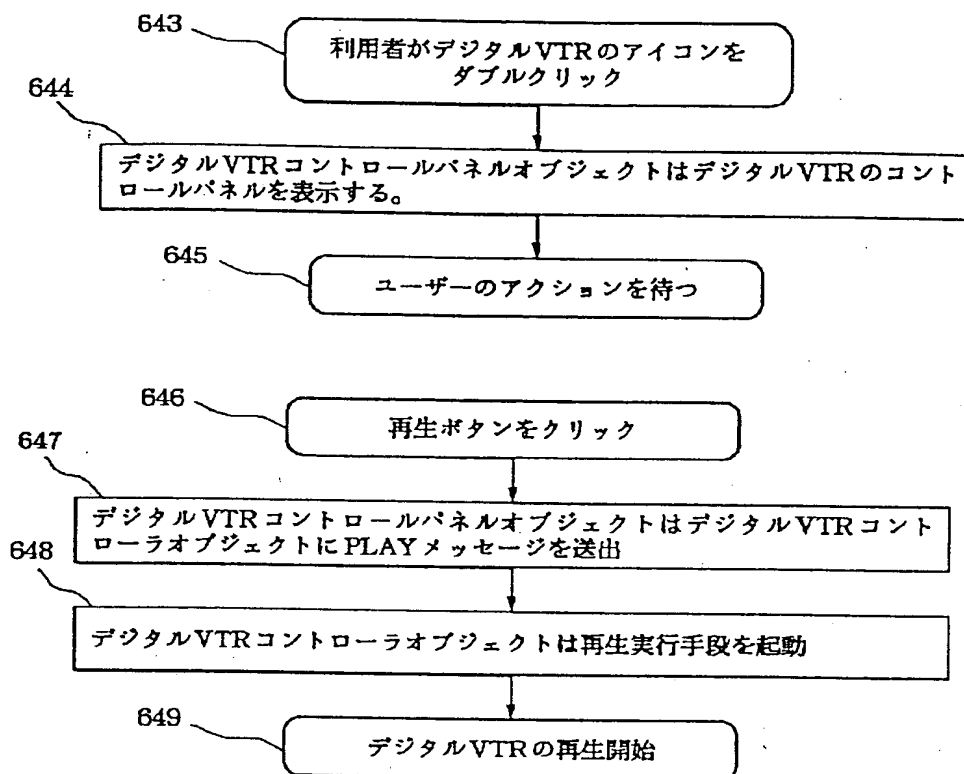 643
利用者がデジタルVTRのアイコンを
ダブルクリック
644
デジタルVTRコントロールパネルオブジェクトはデジタルVTRのコント
ロールパネルを表示する。
645
ユーザーのアクションを待つ
646
再生ボタンをクリック
647
デジタルVTRコントロールパネルオブジェクトはデジタルVTRコント
ローラオブジェクトにPLAYメッセージを送出
648
デジタルVTRコントローラオブジェクトは再生実行手段を起動
649
デジタルVTRの再生開始